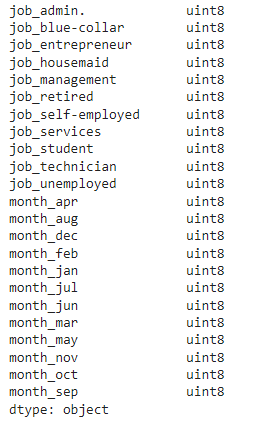 job_admin. uint8
job_blue-collar uint8
job_entrepreneur uint8
job_housemaid uint8
job_management uint8
job_retired uint8
job_self-employed uint8
job_services uint8
job_student uint8
job_technician uint8
job_unemployed uint8
month_apr uint8
month_aug uint8
month_dec uint8
month_feb uint8
month_jan uint8
month_jul uint8
month_jun uint8
month_mar uint8
month_may uint8
month_nov uint8
month_oct uint8
month_sep uint8
dtype: object